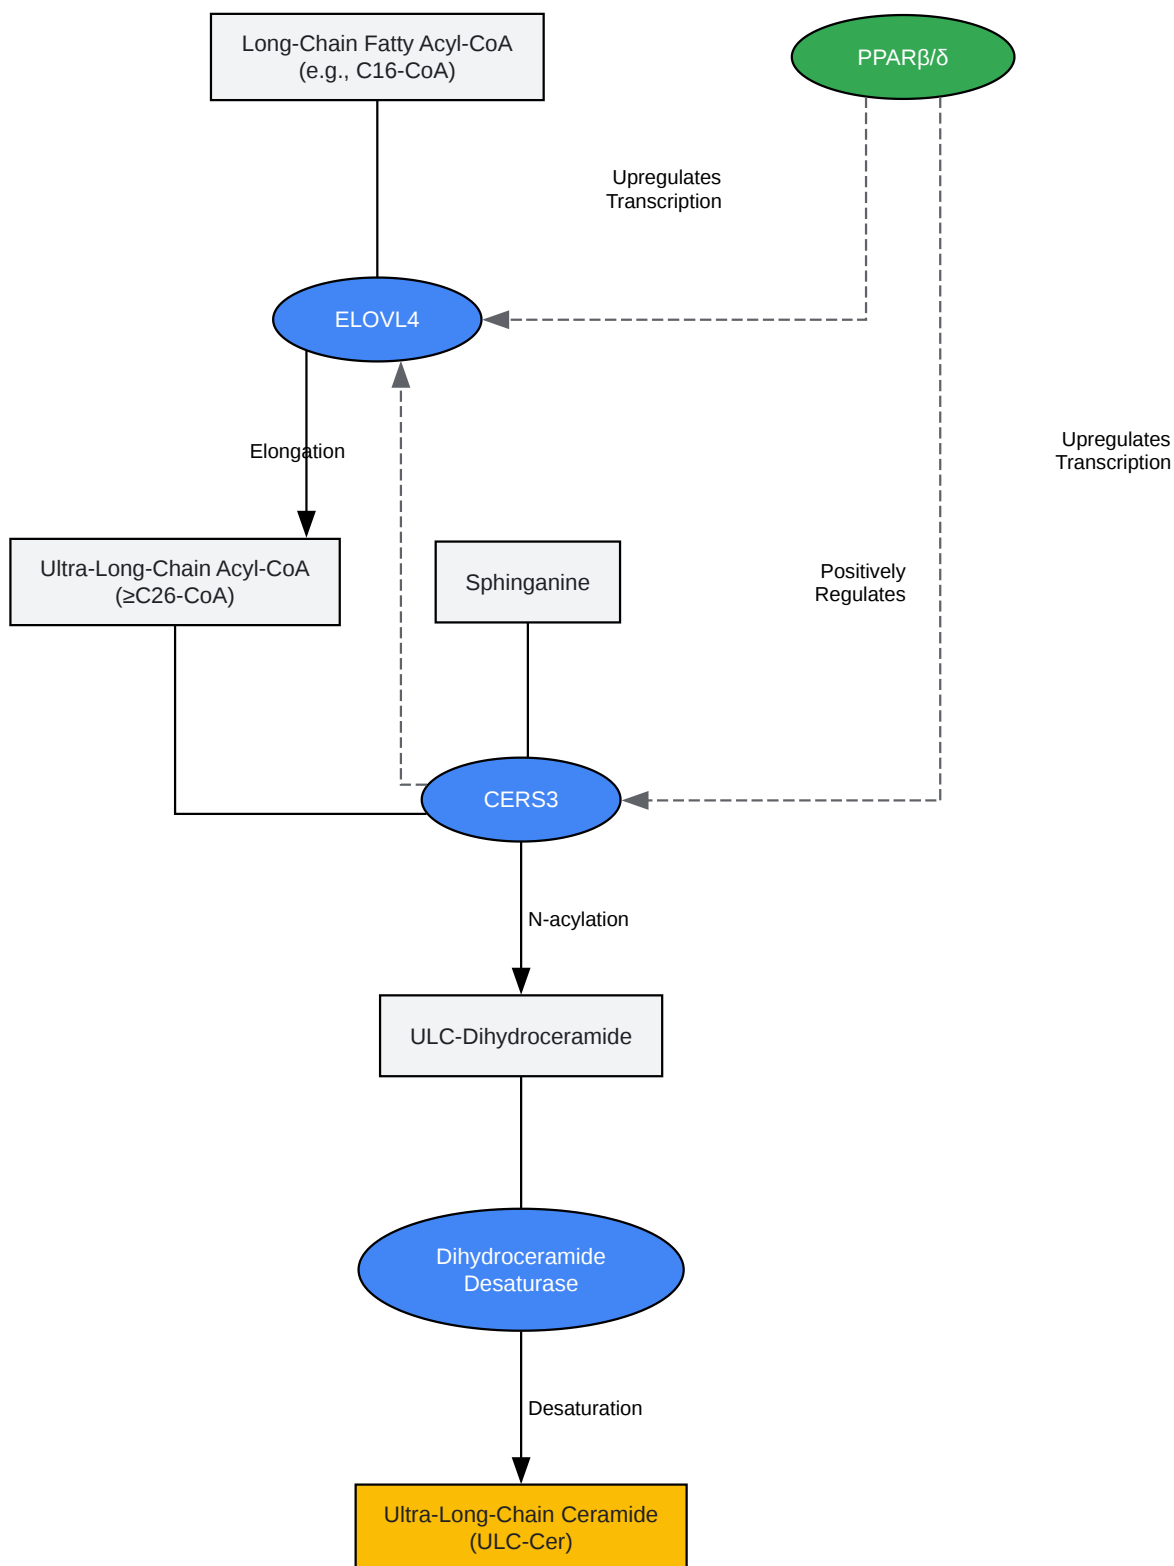 Long-Chain Fatty Acyl-CoA
(e.g., C16-CoA)
PPARβ/δ
Upregulates
Transcription
ELOVL4
Elongation
Upregulates
Transcription
Ultra-Long-Chain Acyl-CoA
(≥C26-CoA)
Sphinganine
Positively
Regulates
CERS3
N-acylation
ULC-Dihydroceramide
Dihydroceramide
Desaturase
Desaturation
Ultra-Long-Chain Ceramide
(ULC-Cer)